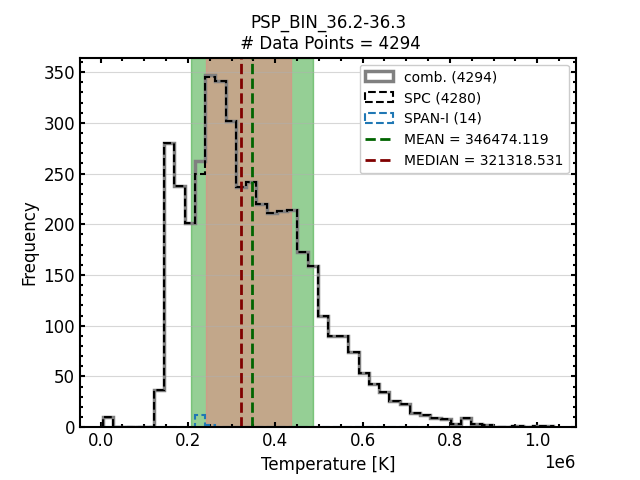 PSP_BIN_36.2-36.3
# Data Points = 4294
350
300
250
200
150
100
50
0
Frequency
comb. (4294)
SPC (4280)
SPAN-I (14)
MEAN = 346474.119
MEDIAN = 321318.531
0.0 0.2 0.4 0.6 0.8 1.0
Temperature [K]
1e6